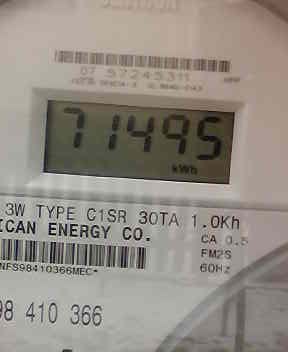 07 57245311
71495
kWh
3W TYPE C1SR 30TA 1.0Kh
ICAN ENERGY CO.
CA 0.5
FM2S
60Hz
NFS98410366MEC*
98 410 366